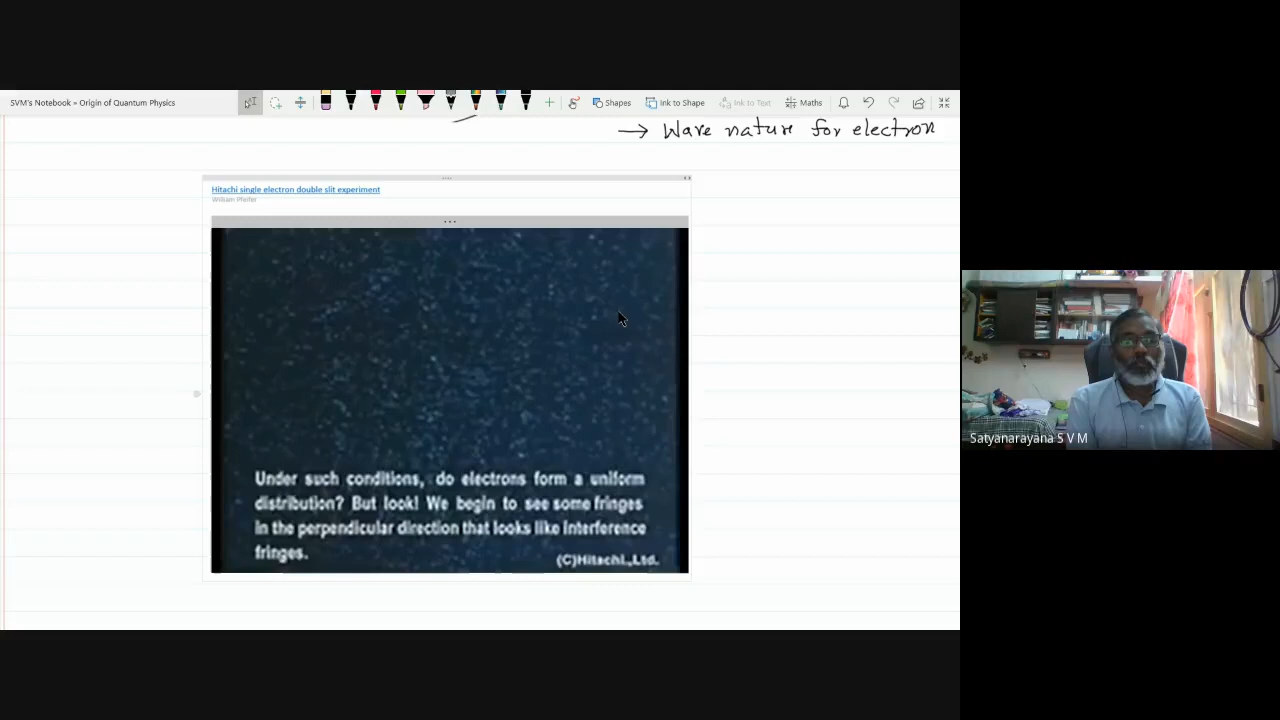 SVM's Notebook » Origin of Quantum Physics
Shapes
Ink to Shape
Ink to Text
Maths
→ Wave nature for electron
Hitachi single electron double slit experiment
William Pfeifer
Under such conditions, do electrons form a uniform
distribution? But look! We begin to see some fringes
in the perpendicular direction that looks like interference
fringes.
(C)Hitachi.,Ltd.
Satyanarayana S V M